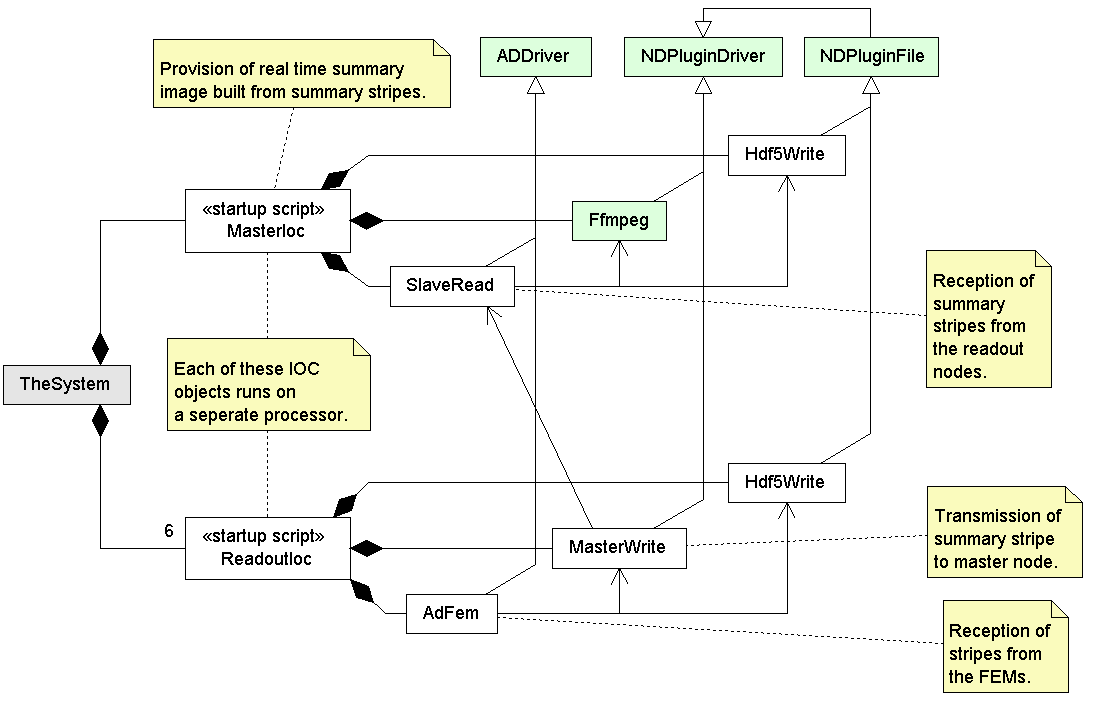 Provision of real time summary
image built from summary stripes.
ADDriver
NDPluginDriver
NDPluginFile
Hdf5Write
«startup script»
MasterIoc
Ffmpeg
SlaveRead
Reception of
summary
stripes from
the readout
nodes.
TheSystem
Each of these IOC
objects runs on
a seperate processor.
Hdf5Write
6
«startup script»
ReadoutIoc
MasterWrite
Transmission of
summary stripe
to master node.
AdFem
Reception of
stripes from
the FEMs.